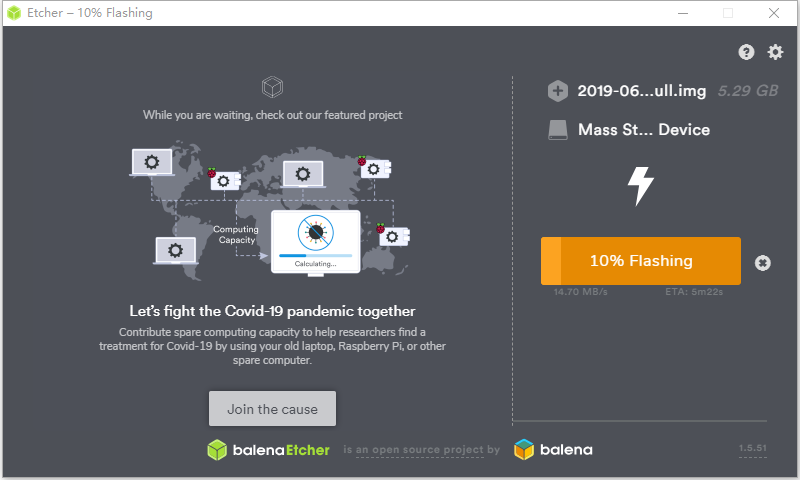 Etcher – 10% Flashing
While you are waiting, check out our featured project
Computing
Capacity
Calculating...
Let's fight the Covid-19 pandemic together
Contribute spare computing capacity to help researchers find a
treatment for Covid-19 by using your old laptop, Raspberry Pi, or other
spare computer.
Join the cause
2019-06...ull.img 5.29 GB
Mass St... Device
10% Flashing
14.70 MB/s ETA: 5m22s
balenaEtcher is an open source project by balena 1.5.51